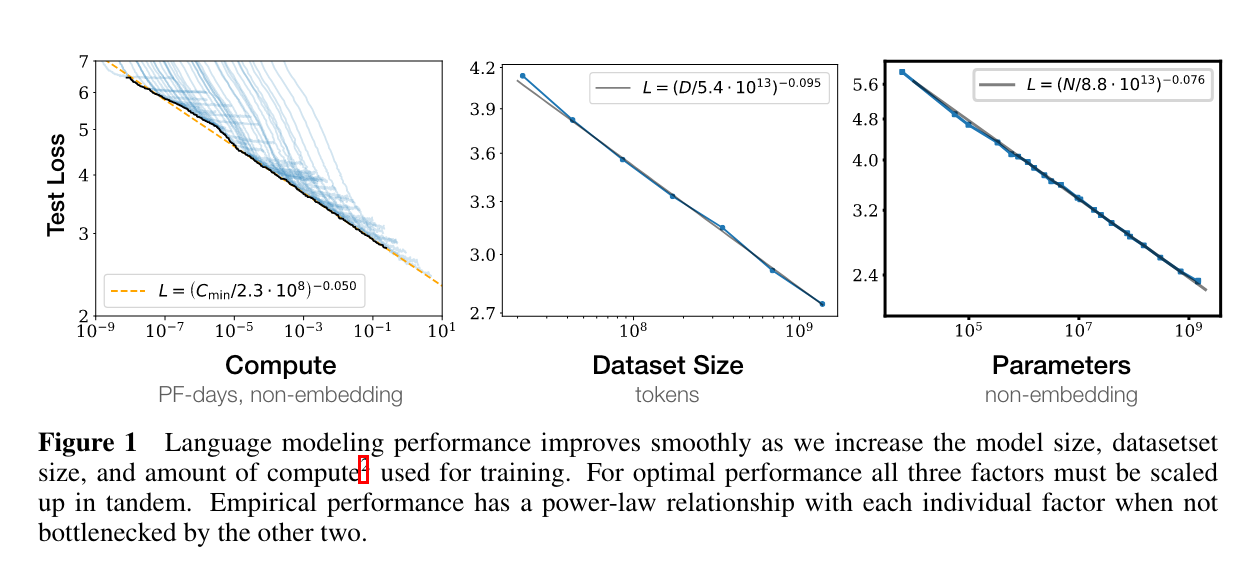 7
6
5
4
3
2
Test Loss
L = (C_min/2.3 · 10^8)^−0.050
10^−9 10^−7 10^−5 10^−3 10^−1 10^1
Compute
PF-days, non-embedding
4.2
3.9
3.6
3.3
3.0
2.7
L = (D/5.4 · 10^13)^−0.095
10^8 10^9
Dataset Size
tokens
5.6
4.8
4.0
3.2
2.4
L = (N/8.8 · 10^13)^−0.076
10^5 10^7 10^9
Parameters
non-embedding
Figure 1 Language modeling performance improves smoothly as we increase the model size, datasetset
size, and amount of compute^2 used for training. For optimal performance all three factors must be scaled
up in tandem. Empirical performance has a power-law relationship with each individual factor when not
bottlenecked by the other two.